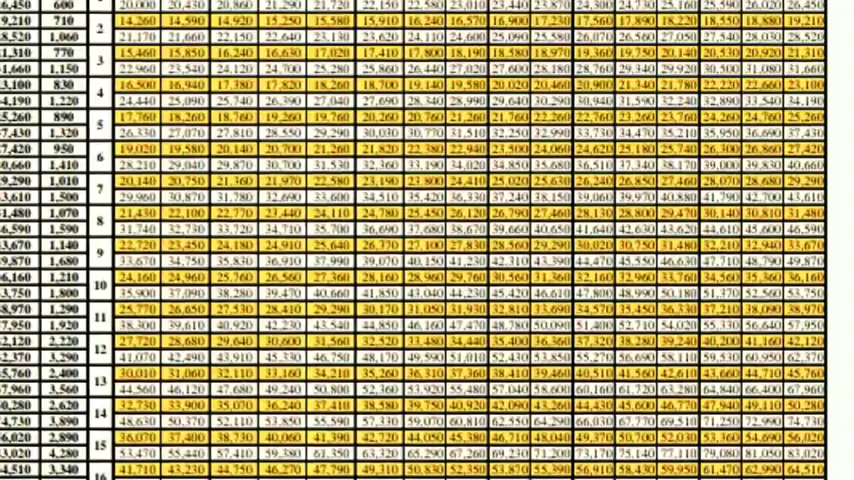 6,450 600 20,000 20,430 20,860 21,290 21,720 22,150 22,580 23,010 23,440 23,870 24,300 24,730 25,160 25,590 26,020 26,450
9,210 710 2 14,260 14,590 14,920 15,250 15,580 15,910 16,240 16,570 16,900 17,230 17,560 17,890 18,220 18,550 18,880 19,210
8,520 1,060 21,170 21,660 22,150 22,640 23,130 23,620 24,110 24,600 25,090 25,580 26,070 26,560 27,050 27,540 28,030 28,520
1,310 770 3 15,460 15,850 16,240 16,630 17,020 17,410 17,800 18,190 18,580 18,970 19,360 19,750 20,140 20,530 20,920 21,310
1,660 1,150 22,960 23,540 24,120 24,700 25,280 25,860 26,440 27,020 27,600 28,180 28,760 29,340 29,920 30,500 31,080 31,660
3,100 830 4 16,500 16,940 17,380 17,820 18,260 18,700 19,140 19,580 20,020 20,460 20,900 21,340 21,780 22,220 22,660 23,100
4,190 1,220 24,440 25,090 25,740 26,390 27,040 27,690 28,340 28,990 29,640 30,290 30,940 31,590 32,240 32,890 33,540 34,190
5,260 890 5 17,760 18,260 18,760 19,260 19,760 20,260 20,760 21,260 21,760 22,260 22,760 23,260 23,760 24,260 24,760 25,260
7,430 1,320 26,330 27,070 27,810 28,550 29,290 30,030 30,770 31,510 32,250 32,990 33,730 34,470 35,210 35,950 36,690 37,430
7,420 950 6 19,020 19,580 20,140 20,700 21,260 21,820 22,380 22,940 23,500 24,060 24,620 25,180 25,740 26,300 26,860 27,420
0,660 1,410 28,210 29,040 29,870 30,700 31,530 32,360 33,190 34,020 34,850 35,680 36,510 37,340 38,170 39,000 39,830 40,660
9,290 1,010 7 20,140 20,750 21,360 21,970 22,580 23,190 23,800 24,410 25,020 25,630 26,240 26,850 27,460 28,070 28,680 29,290
3,610 1,500 29,960 30,870 31,780 32,690 33,600 34,510 35,420 36,330 37,240 38,150 39,060 39,970 40,880 41,790 42,700 43,610
1,480 1,070 8 21,430 22,100 22,770 23,440 24,110 24,780 25,450 26,120 26,790 27,460 28,130 28,800 29,470 30,140 30,810 31,480
6,590 1,590 31,740 32,730 33,720 34,710 35,700 36,690 37,680 38,670 39,660 40,650 41,640 42,630 43,620 44,610 45,600 46,590
3,670 1,140 9 22,720 23,450 24,180 24,910 25,640 26,370 27,100 27,830 28,560 29,290 30,020 30,750 31,480 32,210 32,940 33,670
9,870 1,680 33,670 34,750 35,830 36,910 37,990 39,070 40,150 41,230 42,310 43,390 44,470 45,550 46,630 47,710 48,790 49,870
6,160 1,210 10 24,160 24,960 25,760 26,560 27,360 28,160 28,960 29,760 30,560 31,360 32,160 32,960 33,760 34,560 35,360 36,160
3,750 1,800 35,900 37,090 38,280 39,470 40,660 41,850 43,040 44,230 45,420 46,610 47,800 48,990 50,180 51,370 52,560 53,750
8,970 1,290 11 25,770 26,650 27,530 28,410 29,290 30,170 31,050 31,930 32,810 33,690 34,570 35,450 36,330 37,210 38,090 38,970
7,950 1,920 38,300 39,610 40,920 42,230 43,540 44,850 46,160 47,470 48,780 50,090 51,400 52,710 54,020 55,330 56,640 57,950
2,120 2,220 12 27,720 28,680 29,640 30,600 31,560 32,520 33,480 34,440 35,400 36,360 37,320 38,280 39,240 40,200 41,160 42,120
2,370 3,290 41,070 42,490 43,910 45,330 46,750 48,170 49,590 51,010 52,430 53,850 55,270 56,690 58,110 59,530 60,950 62,370
5,760 2,400 13 30,010 31,060 32,110 33,160 34,210 35,260 36,310 37,360 38,410 39,460 40,510 41,560 42,610 43,660 44,710 45,760
7,960 3,560 44,560 46,120 47,680 49,240 50,800 52,360 53,920 55,480 57,040 58,600 60,160 61,720 63,280 64,840 66,400 67,960
0,280 2,620 14 32,730 33,900 35,070 36,240 37,410 38,580 39,750 40,920 42,090 43,260 44,430 45,600 46,770 47,940 49,110 50,280
4,730 3,890 48,630 50,370 52,110 53,850 55,590 57,330 59,070 60,810 62,550 64,290 66,030 67,770 69,510 71,250 72,990 74,730
6,020 2,890 15 36,070 37,400 38,730 40,060 41,390 42,720 44,050 45,380 46,710 48,040 49,370 50,700 52,030 53,360 54,690 56,020
3,020 4,280 53,470 55,440 57,410 59,380 61,350 63,320 65,290 67,260 69,230 71,200 73,170 75,140 77,110 79,080 81,050 83,020
4,510 3,340 16 41,710 43,230 44,750 46,270 47,790 49,310 50,830 52,350 53,870 55,390 56,910 58,430 59,950 61,470 62,990 64,510